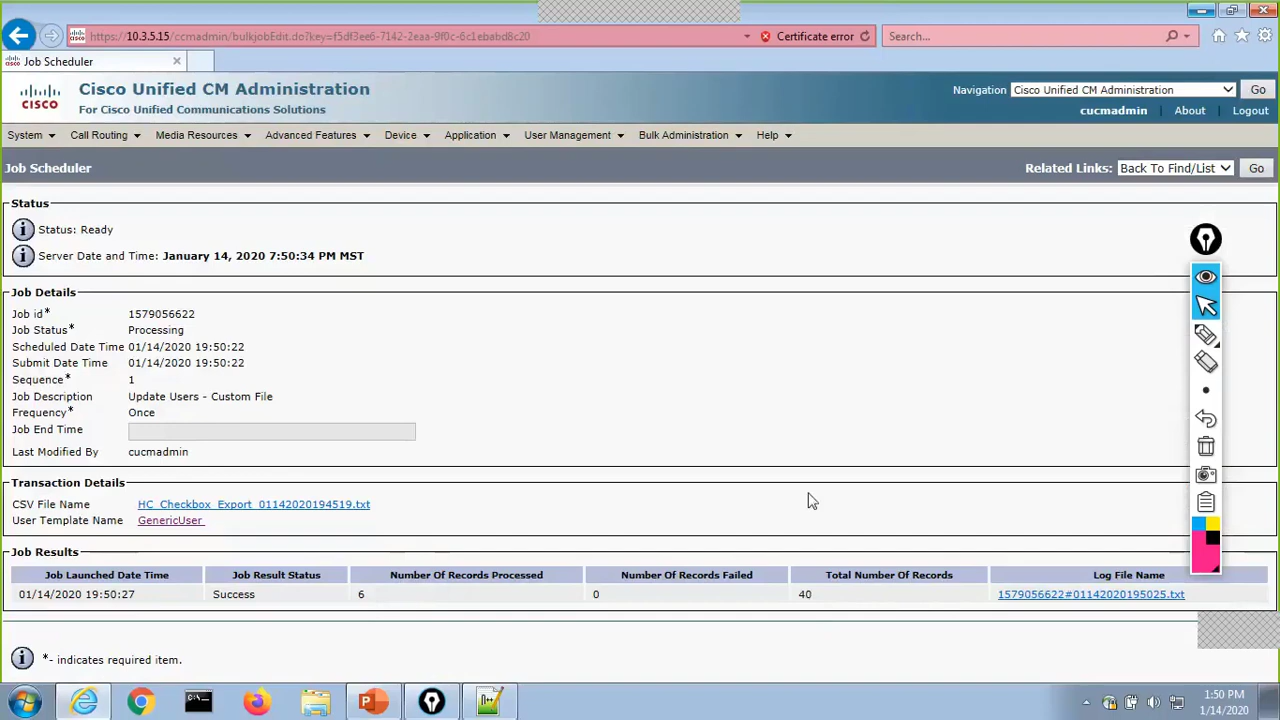 https://10.3.5.15/ccmadmin/bulkjobEdit.do?key=f5df3ee6-7142-2eaa-9f0c-6c1ebabd8c20 Certificate error Search...
Job Scheduler
Cisco Unified CM Administration Navigation Cisco Unified CM Administration Go
CISCO For Cisco Unified Communications Solutions cucmadmin | About | Logout
System Call Routing Media Resources Advanced Features Device Application User Management Bulk Administration Help
Job Scheduler Related Links: Back To Find/List Go
Status
Status: Ready
Server Date and Time: January 14, 2020 7:50:34 PM MST
Job Details
Job id* 1579056622
Job Status* Processing
Scheduled Date Time 01/14/2020 19:50:22
Submit Date Time 01/14/2020 19:50:22
Sequence* 1
Job Description Update Users - Custom File
Frequency* Once
Job End Time
Last Modified By cucmadmin
Transaction Details
CSV File Name HC_Checkbox_Export_01142020194519.txt
User Template Name GenericUser
Job Results
Job Launched Date Time Job Result Status Number Of Records Processed Number Of Records Failed Total Number Of Records Log File Name
01/14/2020 19:50:27 Success 6 0 40 1579056622#01142020195025.txt
*- indicates required item.
1:50 PM
1/14/2020